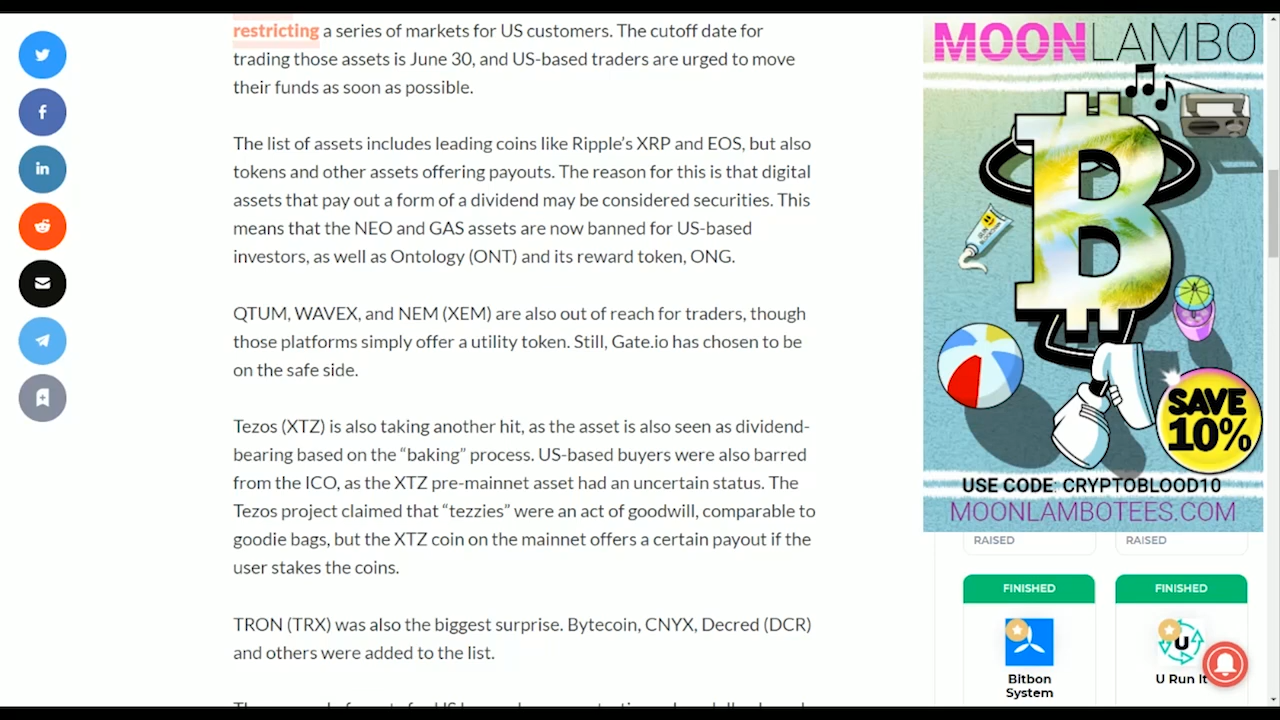 restricting a series of markets for US customers. The cutoff date for
trading those assets is June 30, and US-based traders are urged to move
their funds as soon as possible.
The list of assets includes leading coins like Ripple's XRP and EOS, but also
tokens and other assets offering payouts. The reason for this is that digital
assets that pay out a form of a dividend may be considered securities. This
means that the NEO and GAS assets are now banned for US-based
investors, as well as Ontology (ONT) and its reward token, ONG.
QTUM, WAVEX, and NEM (XEM) are also out of reach for traders, though
those platforms simply offer a utility token. Still, Gate.io has chosen to be
on the safe side.
Tezos (XTZ) is also taking another hit, as the asset is also seen as dividend-
bearing based on the “baking” process. US-based buyers were also barred
from the ICO, as the XTZ pre-mainnet asset had an uncertain status. The
Tezos project claimed that “tezzies” were an act of goodwill, comparable to
goodie bags, but the XTZ coin on the mainnet offers a certain payout if the
user stakes the coins.
TRON (TRX) was also the biggest surprise. Bytecoin, CNYX, Decred (DCR)
and others were added to the list.
MOONLAMBO
SAVE
10%
USE CODE: CRYPTOBLOOD10
MOONLAMBOTEES.COM
RAISED
RAISED
FINISHED
FINISHED
U
Bitbon
System
U Run It